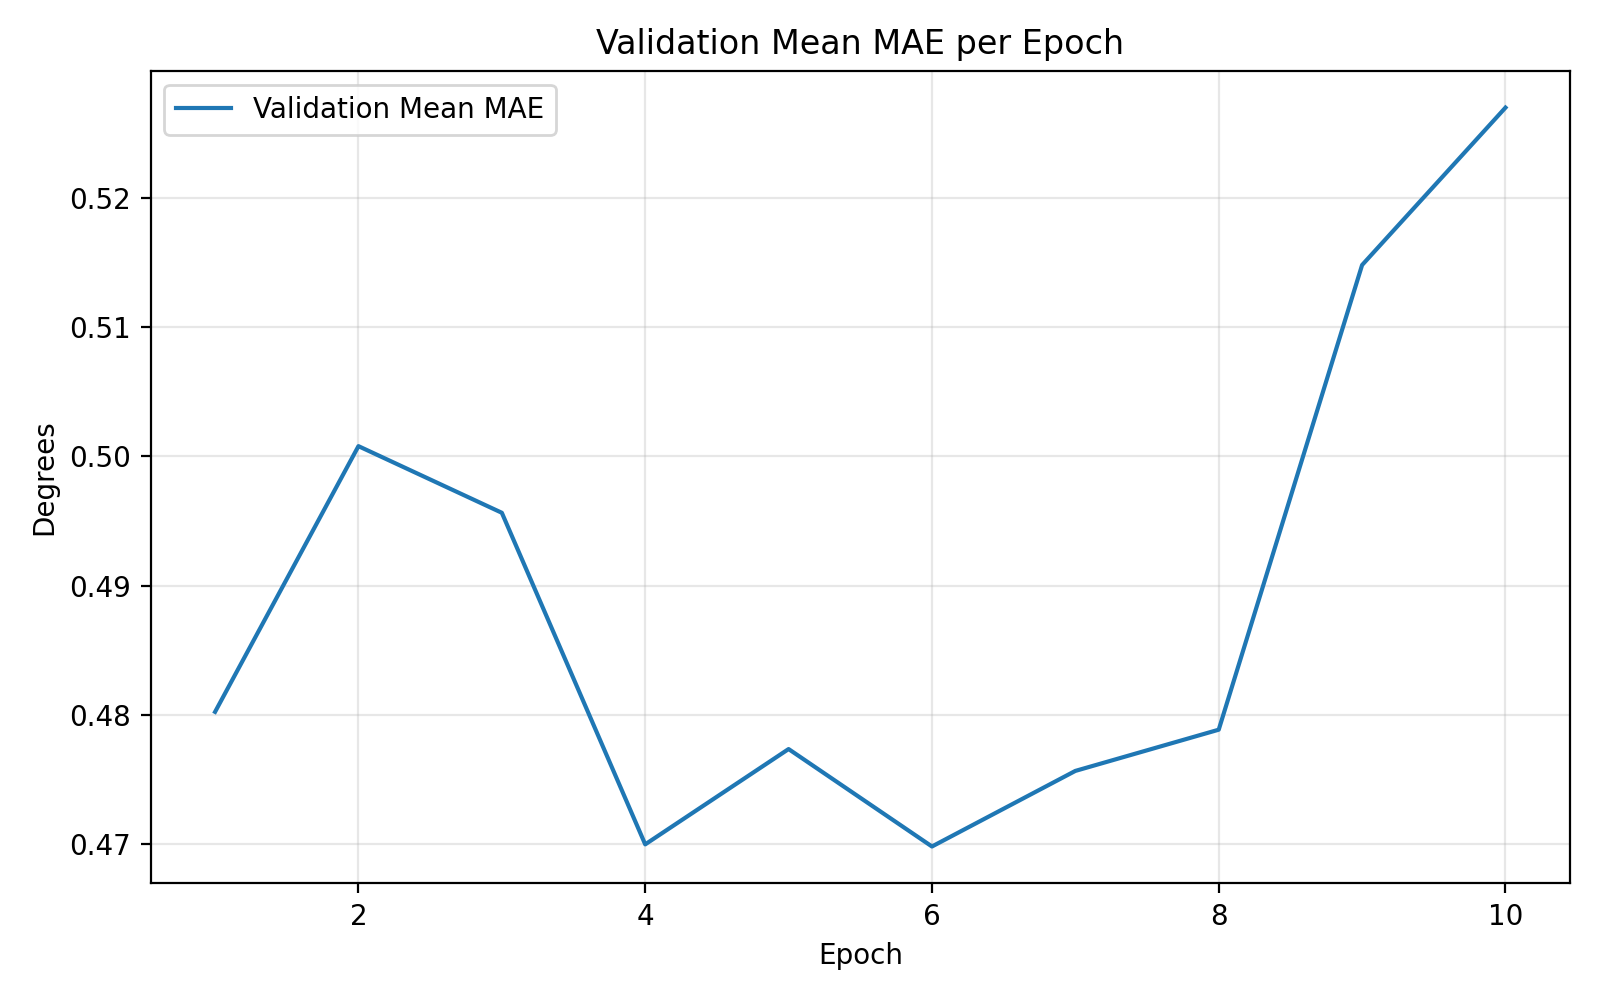 Validation Mean MAE per Epoch
Validation Mean MAE
0.52
0.51
0.50
0.49
0.48
0.47
Degrees
2 4 6 8 10
Epoch